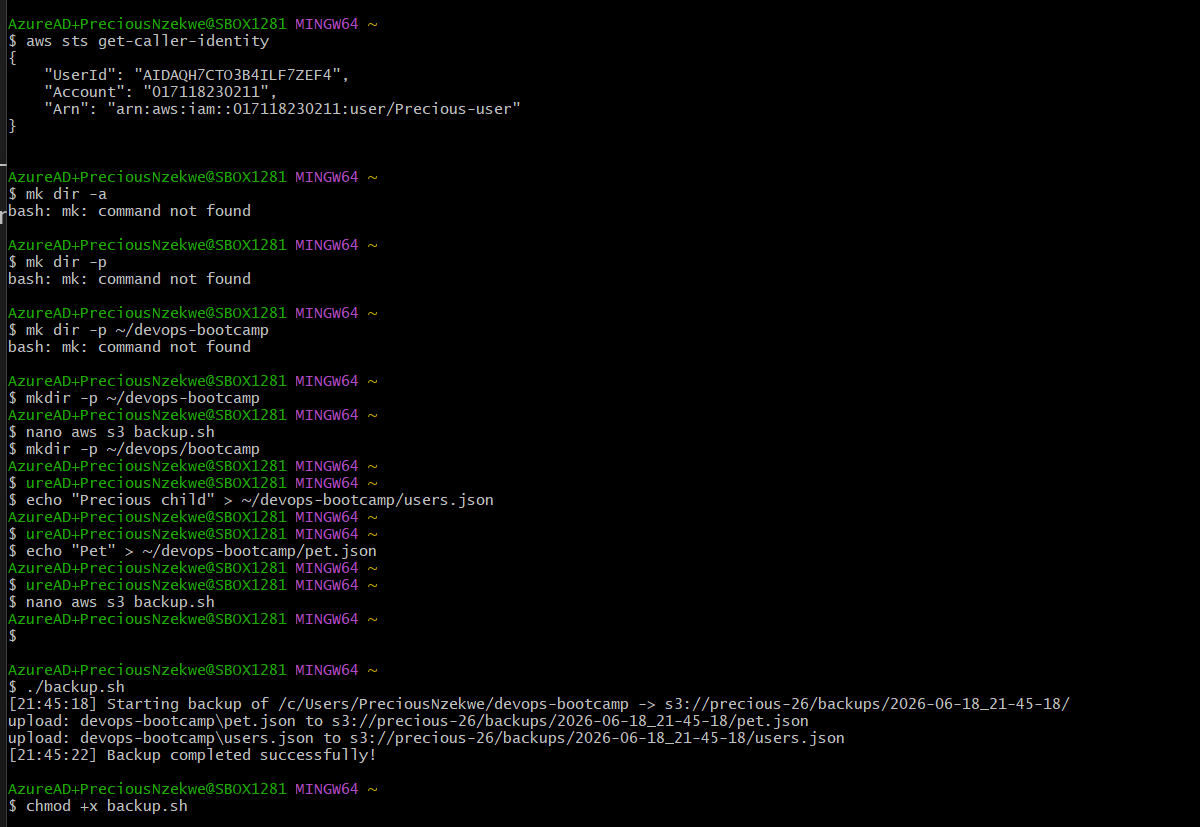 AzureAD+PreciousNzekwe@SBOX1281 MINGW64 ~
$ aws sts get-caller-identity
{
    "UserId": "AIDAQH7CTO3B4ILF7ZEF4",
    "Account": "017118230211",
    "Arn": "arn:aws:iam::017118230211:user/Precious-user"
}
AzureAD+PreciousNzekwe@SBOX1281 MINGW64 ~
$ mk dir -a
bash: mk: command not found
AzureAD+PreciousNzekwe@SBOX1281 MINGW64 ~
$ mk dir -p
bash: mk: command not found
AzureAD+PreciousNzekwe@SBOX1281 MINGW64 ~
$ mk dir -p ~/devops-bootcamp
bash: mk: command not found
AzureAD+PreciousNzekwe@SBOX1281 MINGW64 ~
$ mkdir -p ~/devops-bootcamp
AzureAD+PreciousNzekwe@SBOX1281 MINGW64 ~
$ nano aws s3 backup.sh
$ mkdir -p ~/devops/bootcamp
AzureAD+PreciousNzekwe@SBOX1281 MINGW64 ~
$ ureAD+PreciousNzekwe@SBOX1281 MINGW64 ~
$ echo "Precious child" > ~/devops-bootcamp/users.json
AzureAD+PreciousNzekwe@SBOX1281 MINGW64 ~
$ ureAD+PreciousNzekwe@SBOX1281 MINGW64 ~
$ echo "Pet" > ~/devops-bootcamp/pet.json
AzureAD+PreciousNzekwe@SBOX1281 MINGW64 ~
$ ureAD+PreciousNzekwe@SBOX1281 MINGW64 ~
$ nano aws s3 backup.sh
AzureAD+PreciousNzekwe@SBOX1281 MINGW64 ~
$
AzureAD+PreciousNzekwe@SBOX1281 MINGW64 ~
$ ./backup.sh
[21:45:18] Starting backup of /c/Users/PreciousNzekwe/devops-bootcamp -> s3://precious-26/backups/2026-06-18_21-45-18/
upload: devops-bootcamp\pet.json to s3://precious-26/backups/2026-06-18_21-45-18/pet.json
upload: devops-bootcamp\users.json to s3://precious-26/backups/2026-06-18_21-45-18/users.json
[21:45:22] Backup completed successfully!
AzureAD+PreciousNzekwe@SBOX1281 MINGW64 ~
$ chmod +x backup.sh